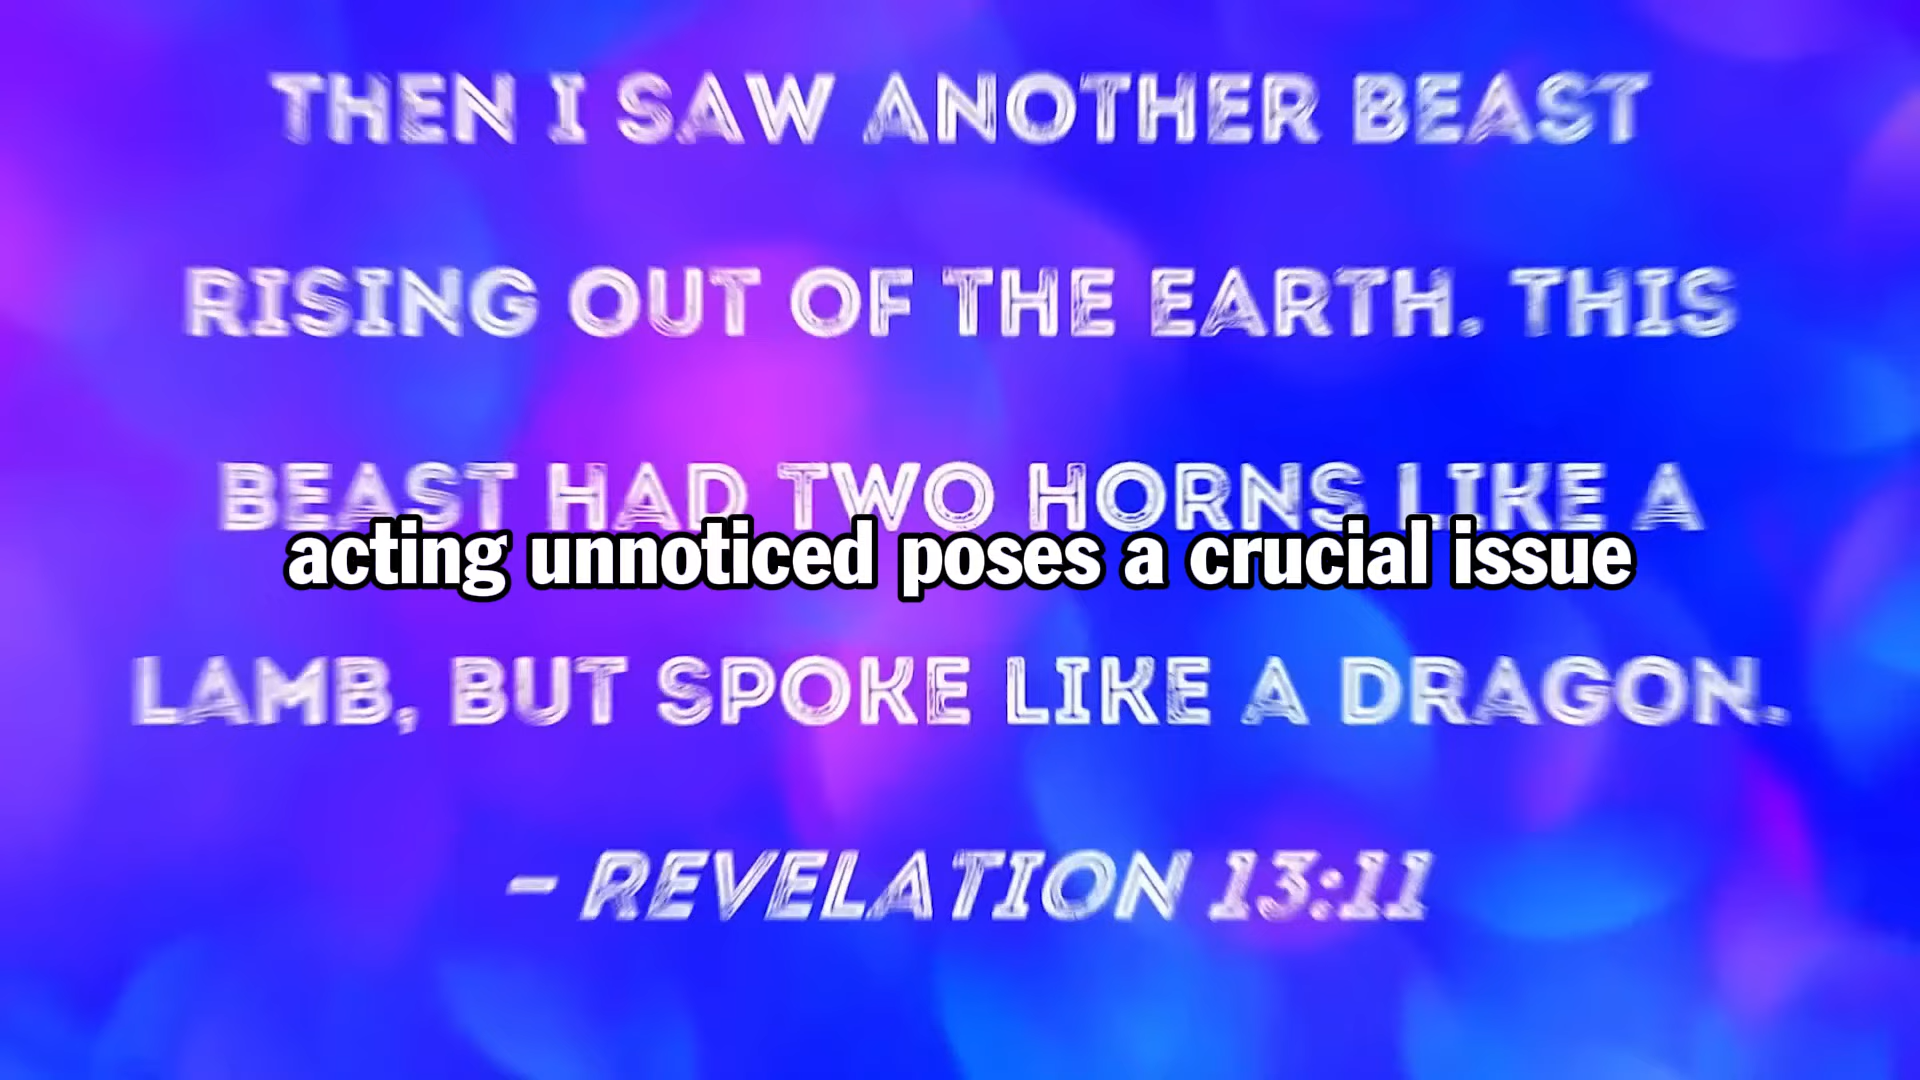 THEN I SAW ANOTHER BEAST
RISING OUT OF THE EARTH. THIS
BEAST HAD TWO HORNS LIKE A
acting unnoticed poses a crucial issue
LAMB, BUT SPOKE LIKE A DRAGON.
– REVELATION 13:11